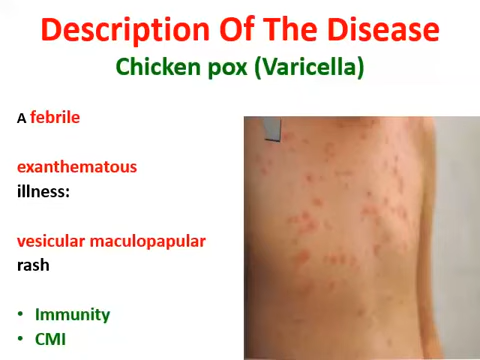 Description Of The Disease
Chicken pox (Varicella)
A febrile
exanthematous
illness:
vesicular maculopapular
rash
• Immunity
• CMI